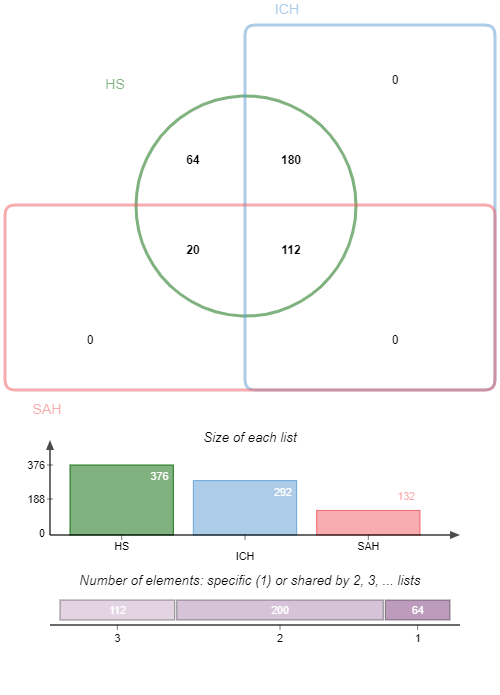 ICH
0
HS
64
180
20
112
0
0
SAH
Size of each list
376
376
292
188
132
0
HS
ICH
SAH
Number of elements: specific (1) or shared by 2, 3, ... lists
112
200
64
3
2
1